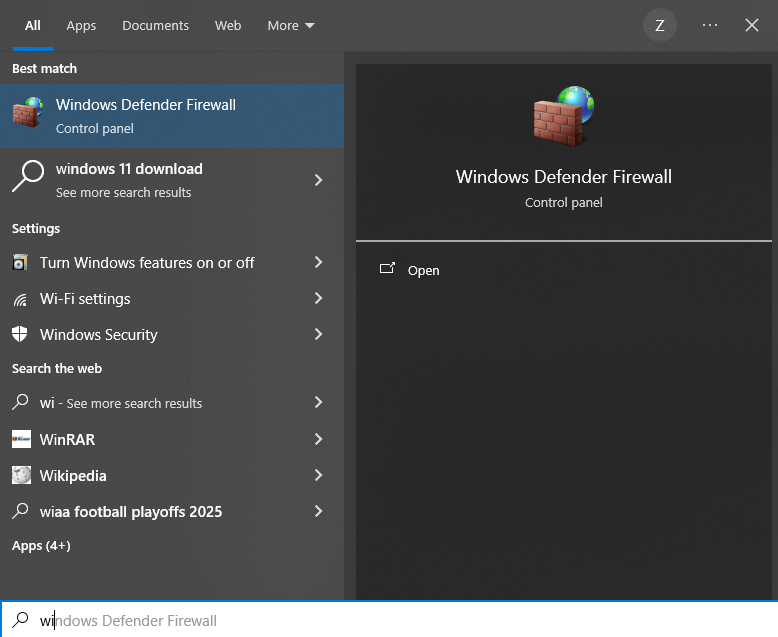 All Apps Documents Web More Z ...
Best match
Windows Defender Firewall
Control panel
windows 11 download
See more search results
Settings
Turn Windows features on or off
Wi-Fi settings
Windows Security
Search the web
wi - See more search results
WinRAR
Wikipedia
wiaa football playoffs 2025
Apps (4+)
Windows Defender Firewall
Control panel
Open
windows Defender Firewall